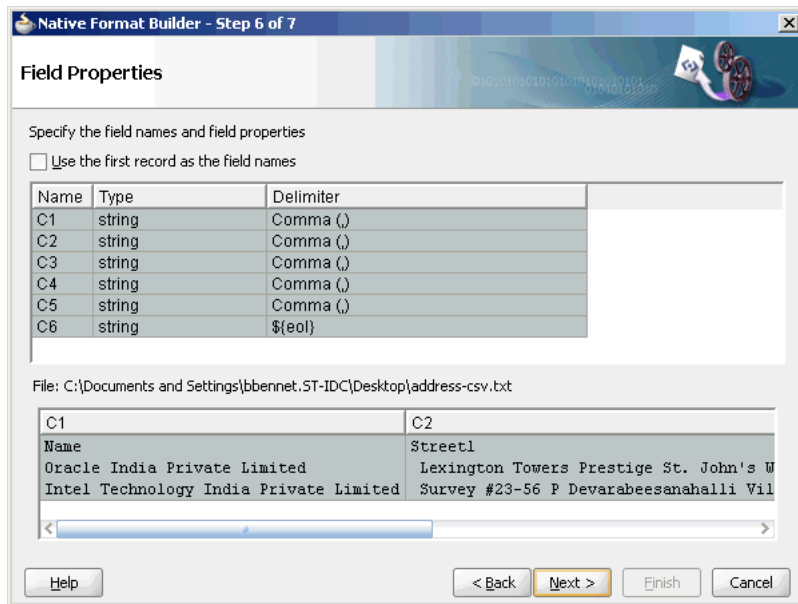 Native Format Builder - Step 6 of 7
Field Properties
Specify the field names and field properties
Use the first record as the field names
Name Type Delimiter
C1 string Comma (,)
C2 string Comma (,)
C3 string Comma (,)
C4 string Comma (,)
C5 string Comma (,)
C6 string ${eol}
File: C:\Documents and Settings\bbennet.ST-IDC\Desktop\address-csv.txt
C1 C2
Name Street1
Oracle India Private Limited Lexington Towers Prestige St. John's W
Intel Technology India Private Limited Survey #23-56 P Devarabeesanahalli Vil
Help < Back Next > Finish Cancel